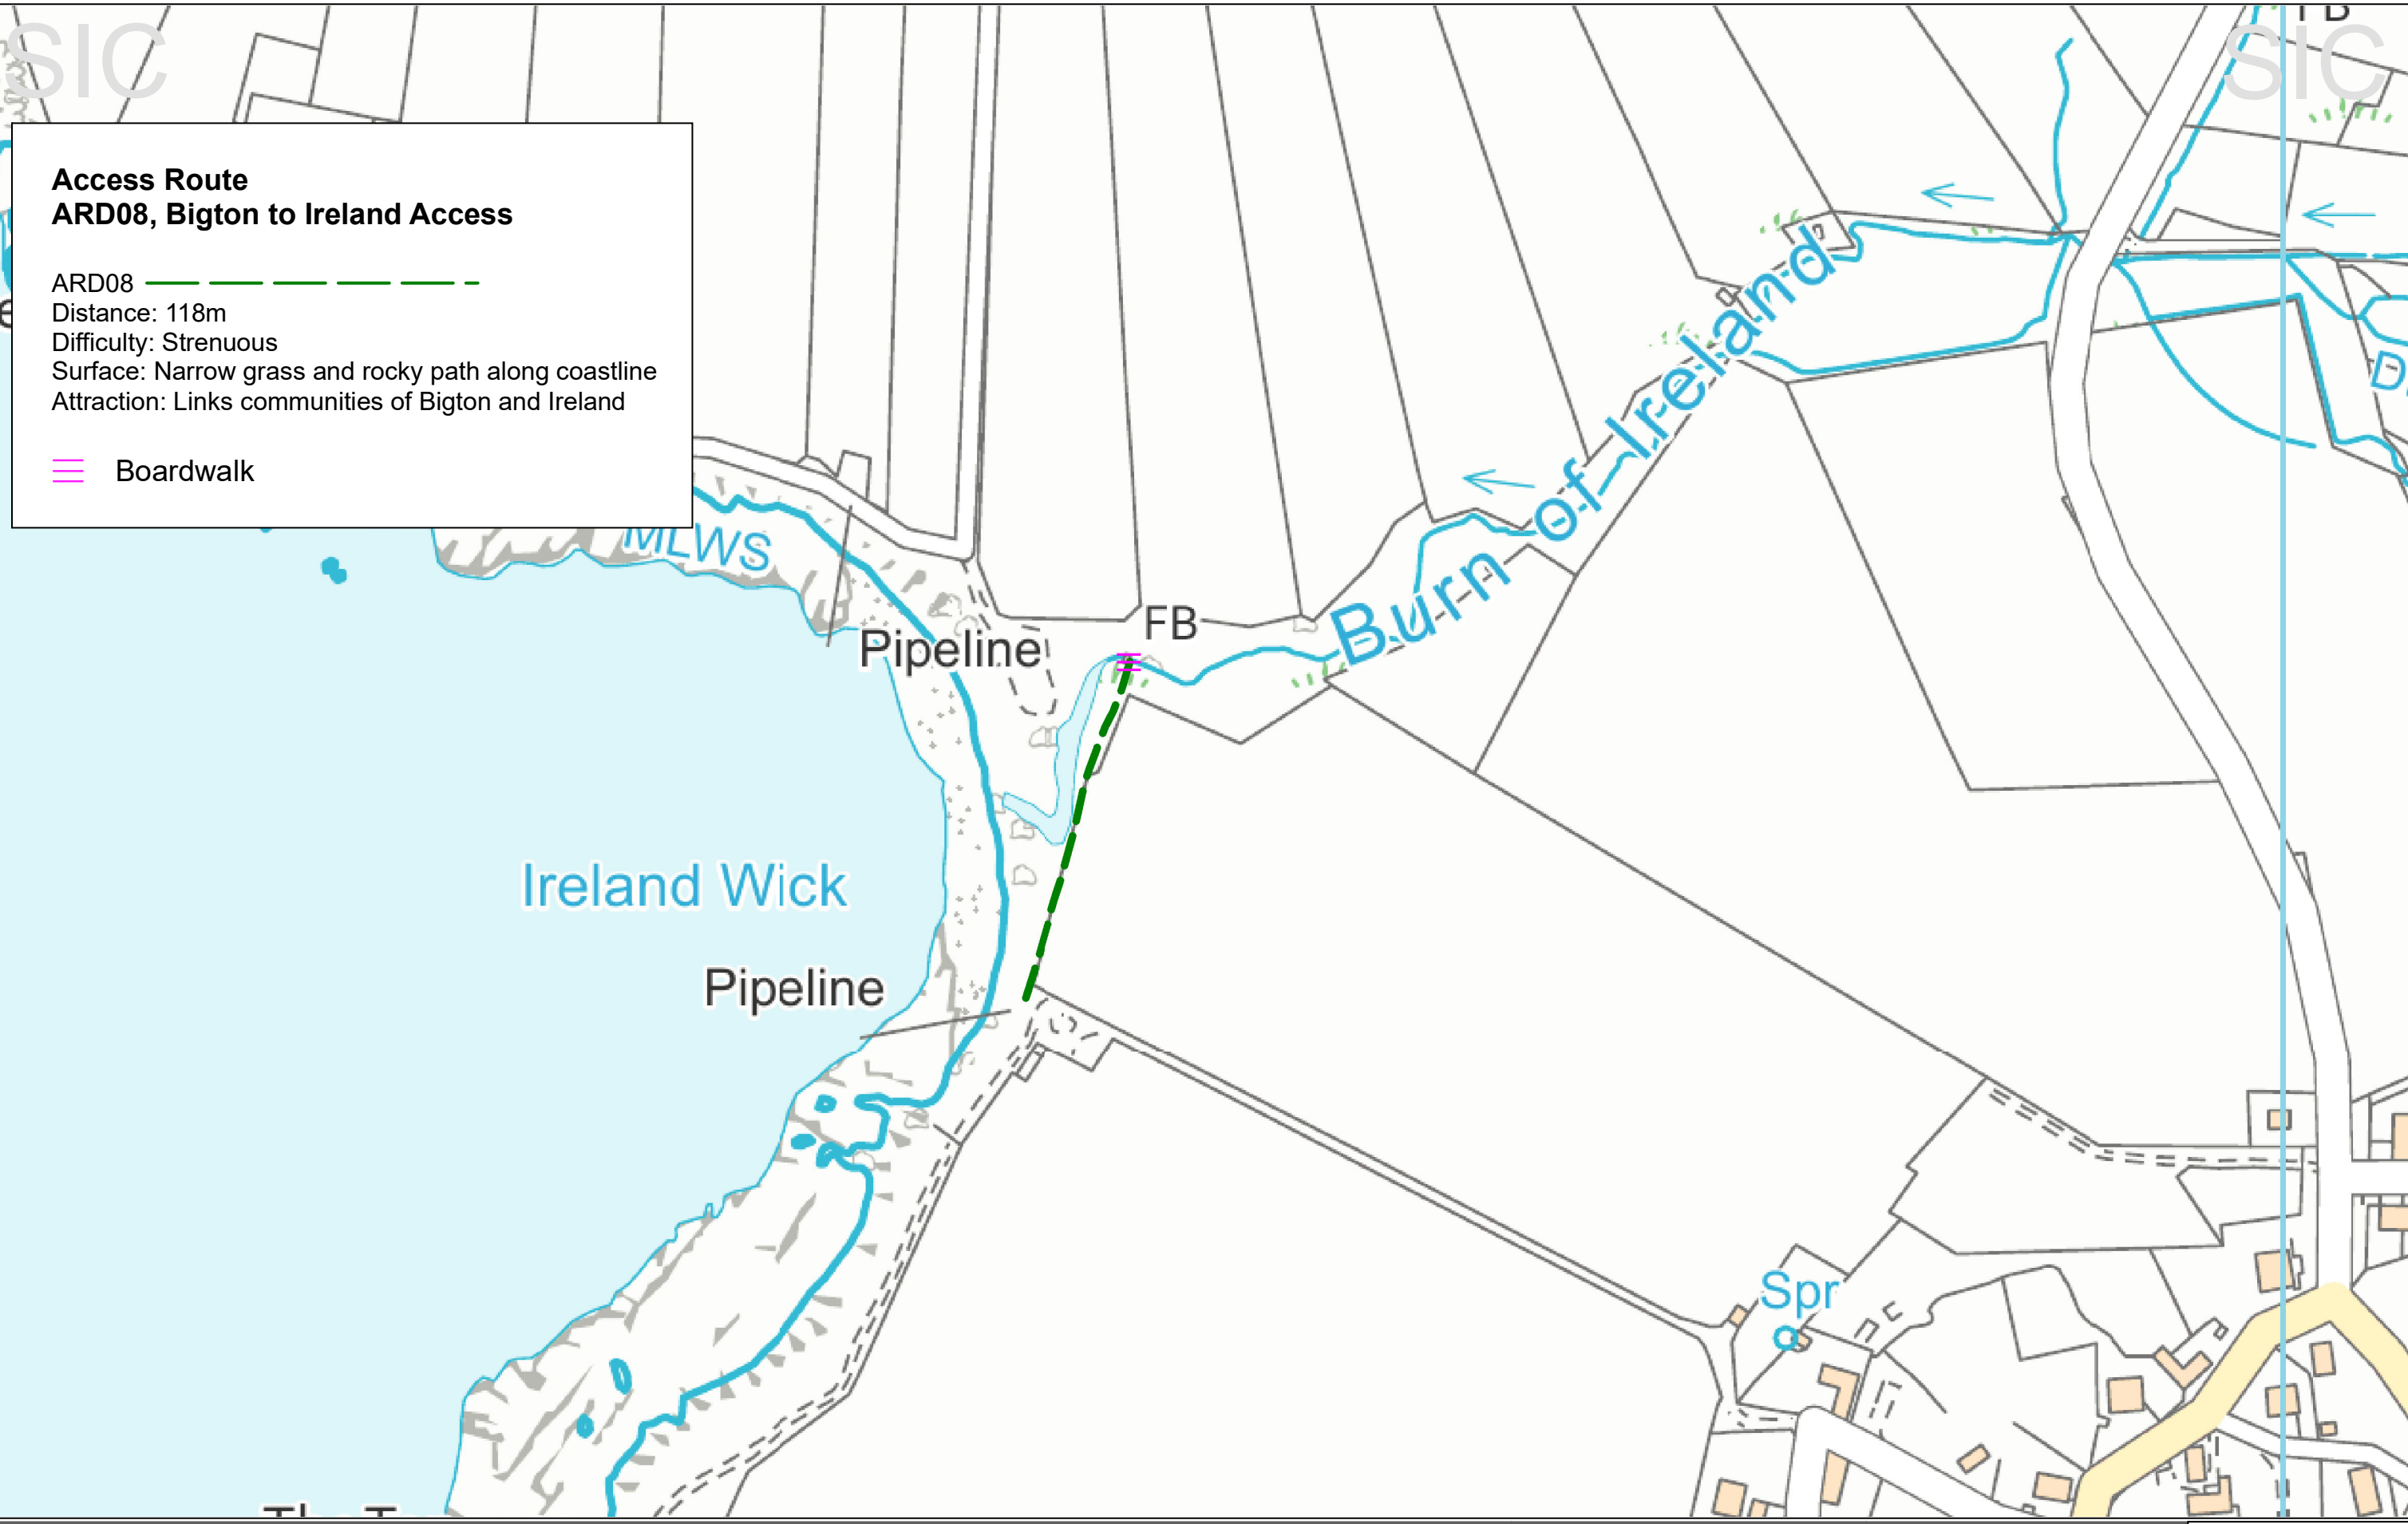 SIC
SIC
Access Route
ARD08, Bigton to Ireland Access
ARD08
Distance: 118m
Difficulty: Strenuous
Surface: Narrow grass and rocky path along coastline
Attraction: Links communities of Bigton and Ireland
Boardwalk
MLWS
Pipeline
FB
Burn of Ireland
Ireland Wick
Pipeline
Spr